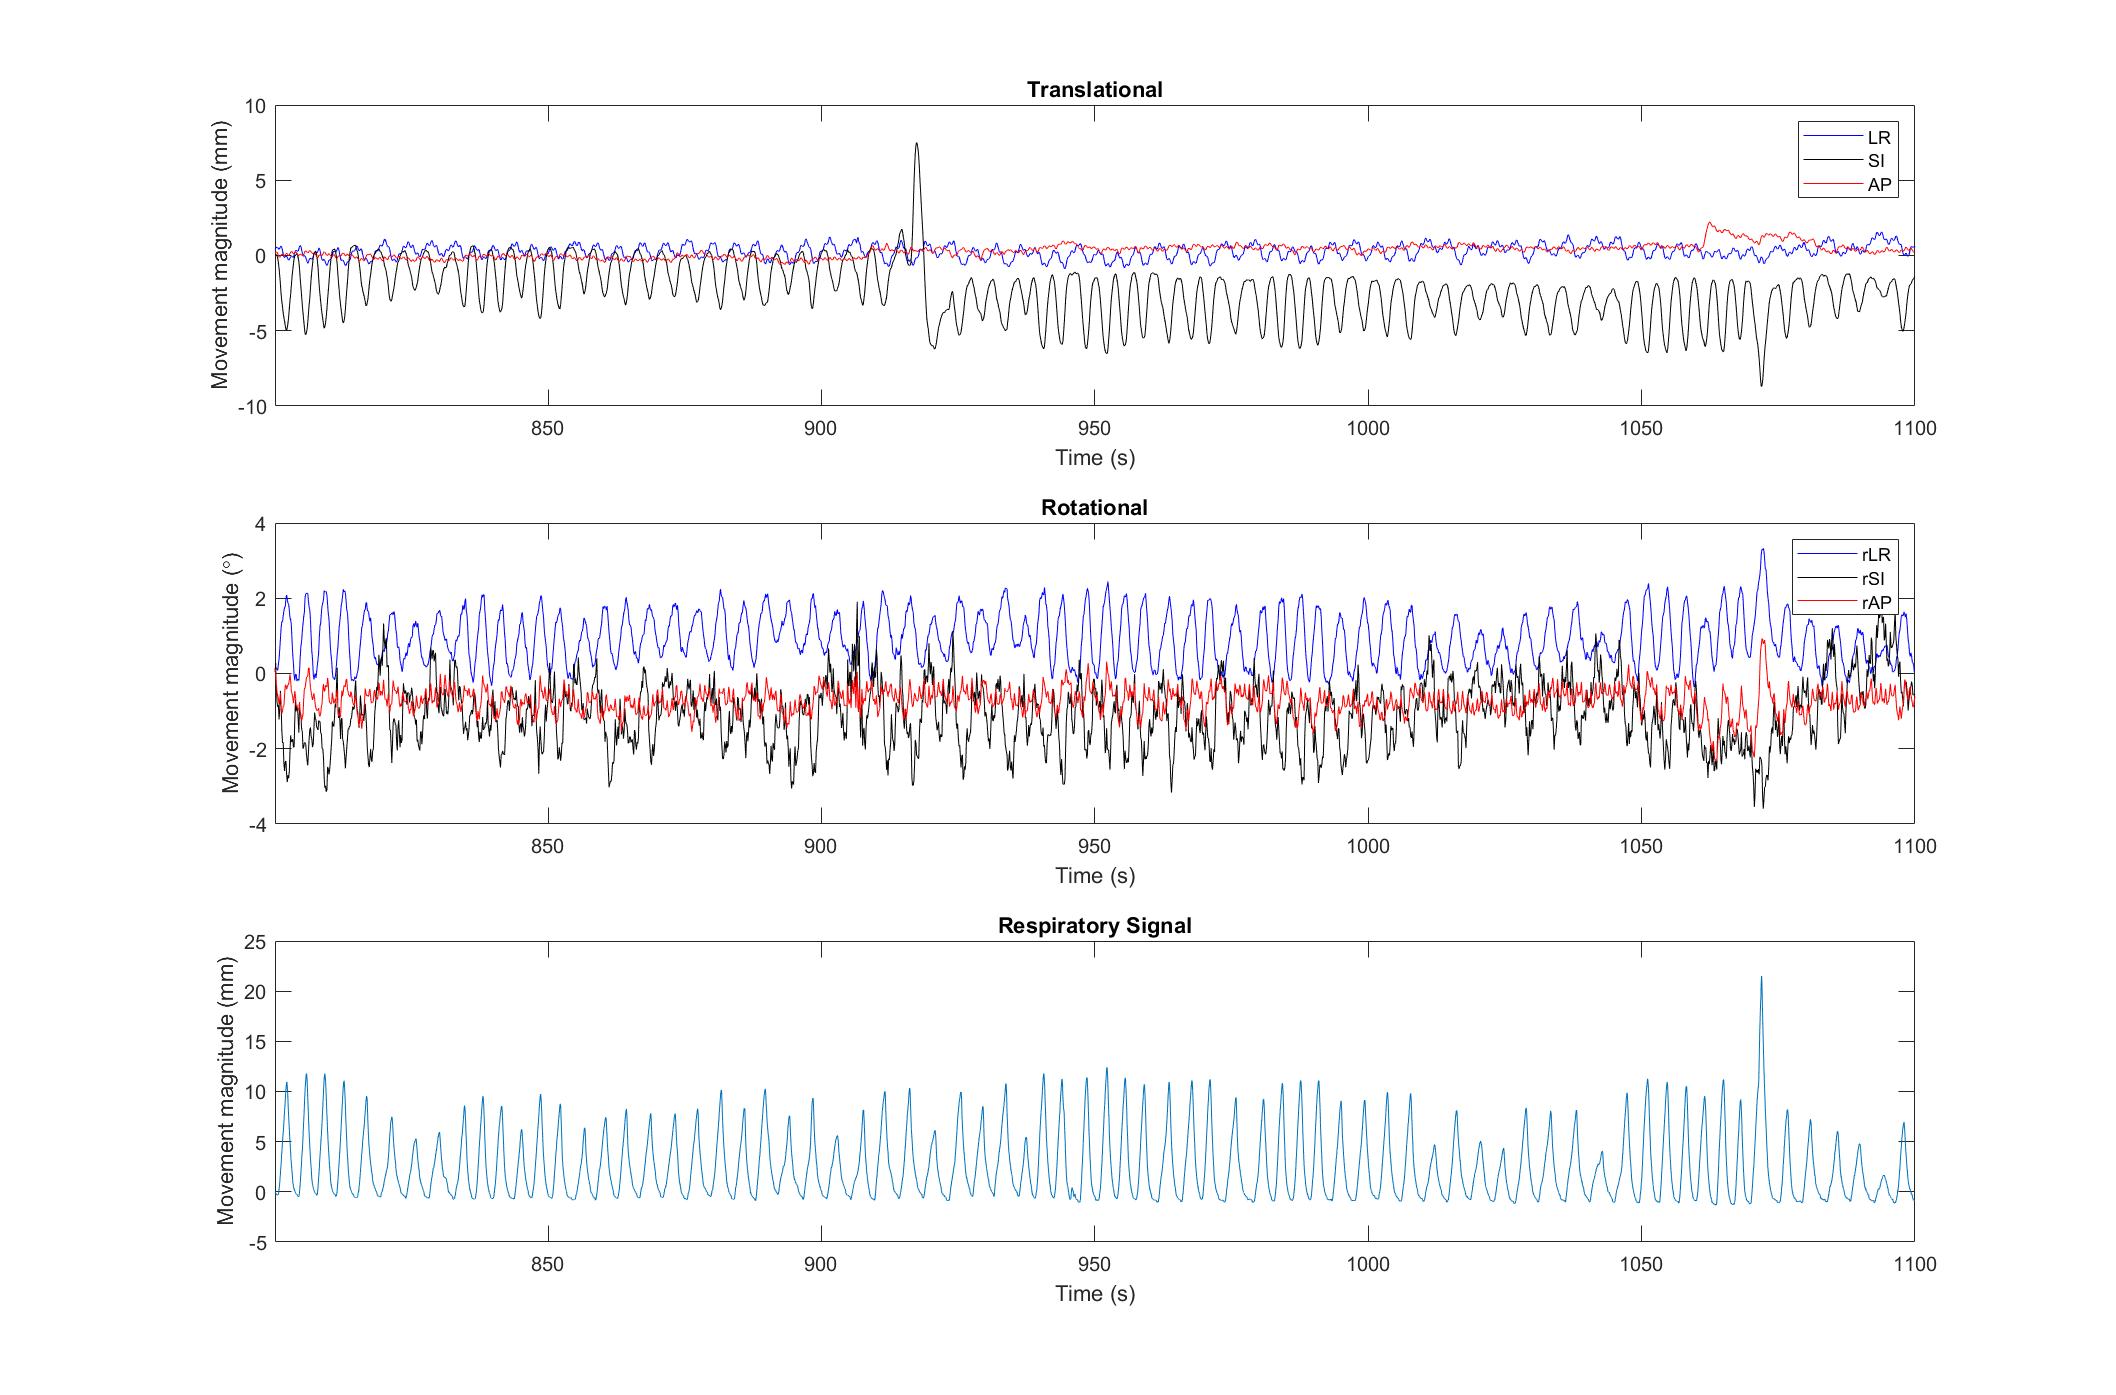 Translational
Movement magnitude (mm)
10
5
0
-5
-10
LR
SI
AP
850 900 950 1000 1050 1100
Time (s)
Rotational
Movement magnitude (°)
4
2
0
-2
-4
rLR
rSI
rAP
850 900 950 1000 1050 1100
Time (s)
Respiratory Signal
Movement magnitude (mm)
25
20
15
10
5
0
-5
850 900 950 1000 1050 1100
Time (s)